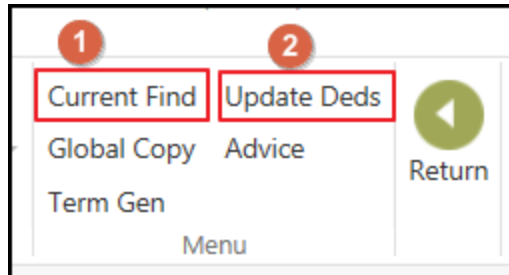 1 2
Current Find Update Deds
Global Copy Advice
Return
Term Gen
Menu